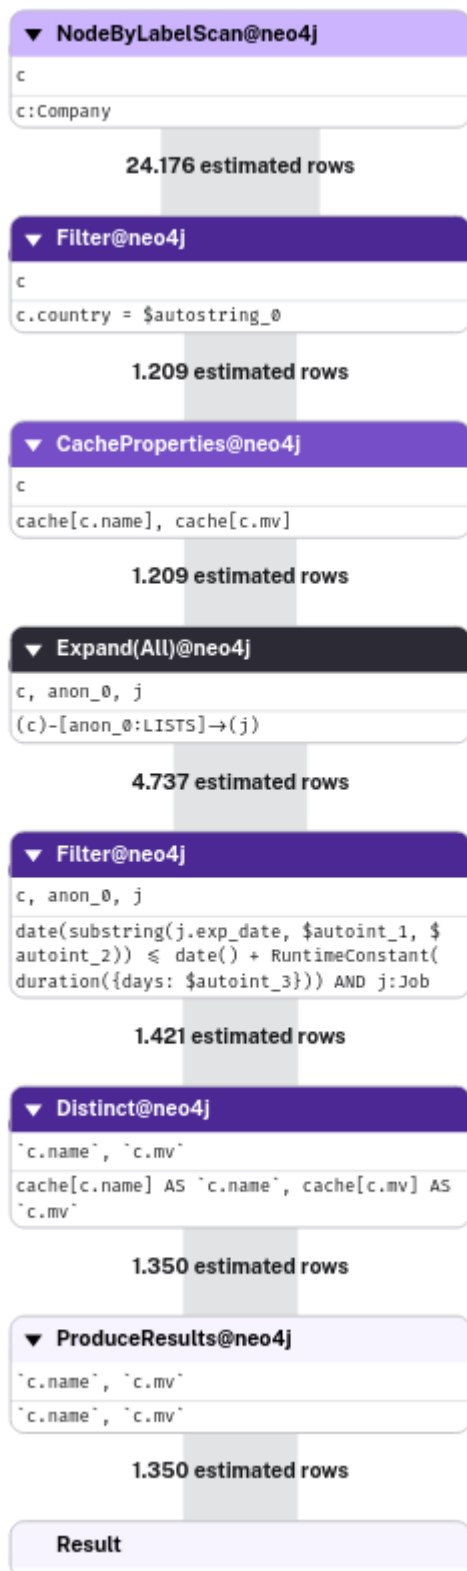 ▼ NodeByLabelScan@neo4j
c
c:Company
24.176 estimated rows
▼ Filter@neo4j
c
c.country = $autostring_0
1.209 estimated rows
▼ CacheProperties@neo4j
c
cache[c.name], cache[c.mv]
1.209 estimated rows
▼ Expand(All)@neo4j
c, anon_0, j
(c)-[anon_0:LISTS]→(j)
4.737 estimated rows
▼ Filter@neo4j
c, anon_0, j
date(substring(j.exp_date, $autoint_1, $
autoint_2)) ⩽ date() + RuntimeConstant(
duration({days: $autoint_3})) AND j:Job
1.421 estimated rows
▼ Distinct@neo4j
`c.name`, `c.mv`
cache[c.name] AS `c.name`, cache[c.mv] AS
`c.mv`
1.350 estimated rows
▼ ProduceResults@neo4j
`c.name`, `c.mv`
`c.name`, `c.mv`
1.350 estimated rows
Result